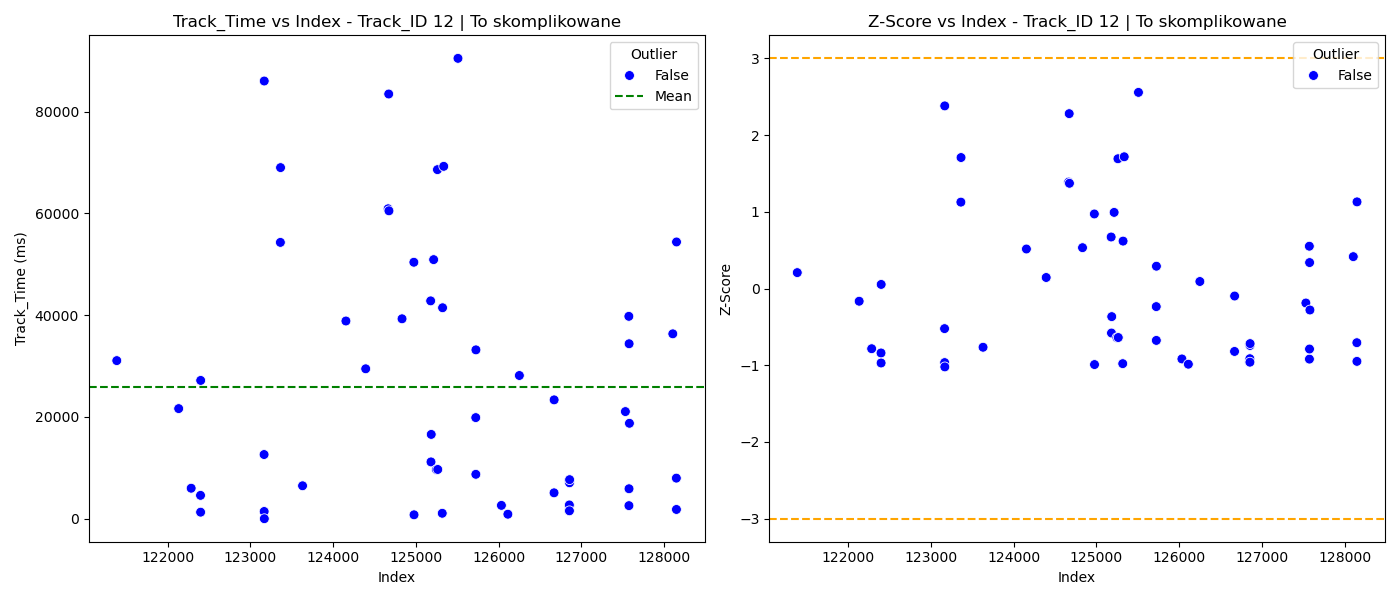 Track_Time vs Index - Track_ID 12 | To skomplikowane
Outlier
False
Mean
80000
60000
40000
20000
0
Track_Time (ms)
122000 123000 124000 125000 126000 127000 128000
Index
Z-Score vs Index - Track_ID 12 | To skomplikowane
Outlier
False
3
2
1
0
−1
−2
−3
Z-Score
122000 123000 124000 125000 126000 127000 128000
Index